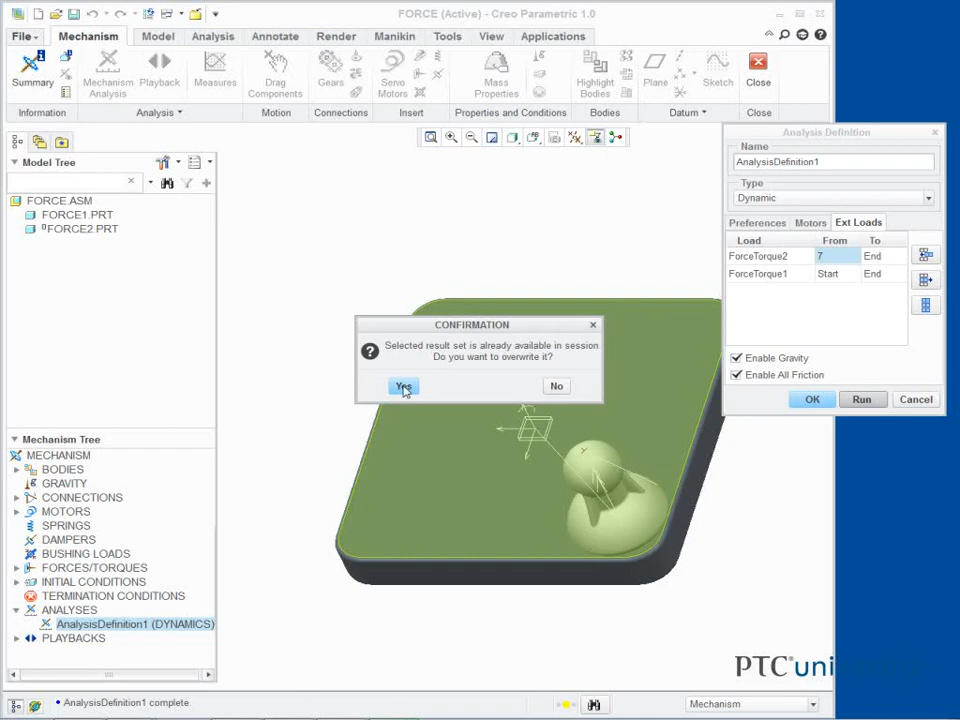 FORCE (Active) - Creo Parametric 1.0
File
Mechanism
Model
Analysis
Annotate
Render
Manikin
Tools
View
Applications
Summary
Mechanism Analysis
Playback
Measures
Drag Components
Gears
Servo Motors
Mass Properties
Highlight Bodies
Plane
Sketch
Close
Information
Analysis
Motion
Connections
Insert
Properties and Conditions
Bodies
Datum
Close
Model Tree
FORCE.ASM
FORCE1.PRT
FORCE2.PRT
Mechanism Tree
MECHANISM
BODIES
GRAVITY
CONNECTIONS
MOTORS
SPRINGS
DAMPERS
BUSHING LOADS
FORCES/TORQUES
INITIAL CONDITIONS
TERMINATION CONDITIONS
ANALYSES
AnalysisDefinition1 (DYNAMICS)
PLAYBACKS
CONFIRMATION
Selected result set is already available in session.
Do you want to overwrite it?
Yes
No
Analysis Definition
Name
AnalysisDefinition1
Type
Dynamic
Preferences
Motors
Ext Loads
Load From To
ForceTorque2 7 End
ForceTorque1 Start End
Enable Gravity
Enable All Friction
OK
Run
Cancel
AnalysisDefinition1 complete.
Mechanism